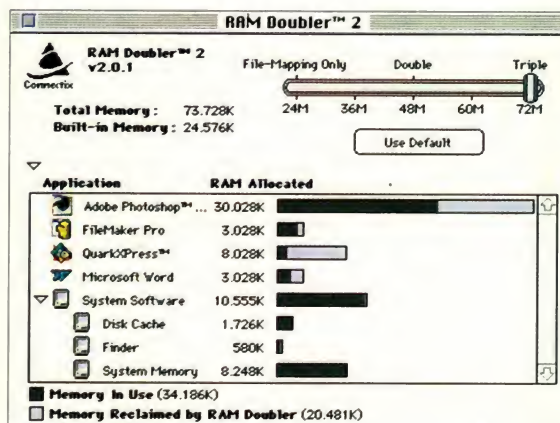 RAM Doubler™ 2
RAM Doubler™ 2
v2.0.1
Connectix
File-Mapping Only Double Triple
24M 36M 48M 60M 72M
Total Memory : 73.728K
Built-in Memory : 24.576K
Use Default
Application RAM Allocated
Adobe Photoshop™ ... 30.028K
FileMaker Pro 3.028K
QuarkXPress™ 8.028K
Microsoft Word 3.028K
System Software 10.555K
Disk Cache 1.726K
Finder 580K
System Memory 8.248K
Memory In Use (34.186K)
Memory Reclaimed by RAM Doubler (20.481K)